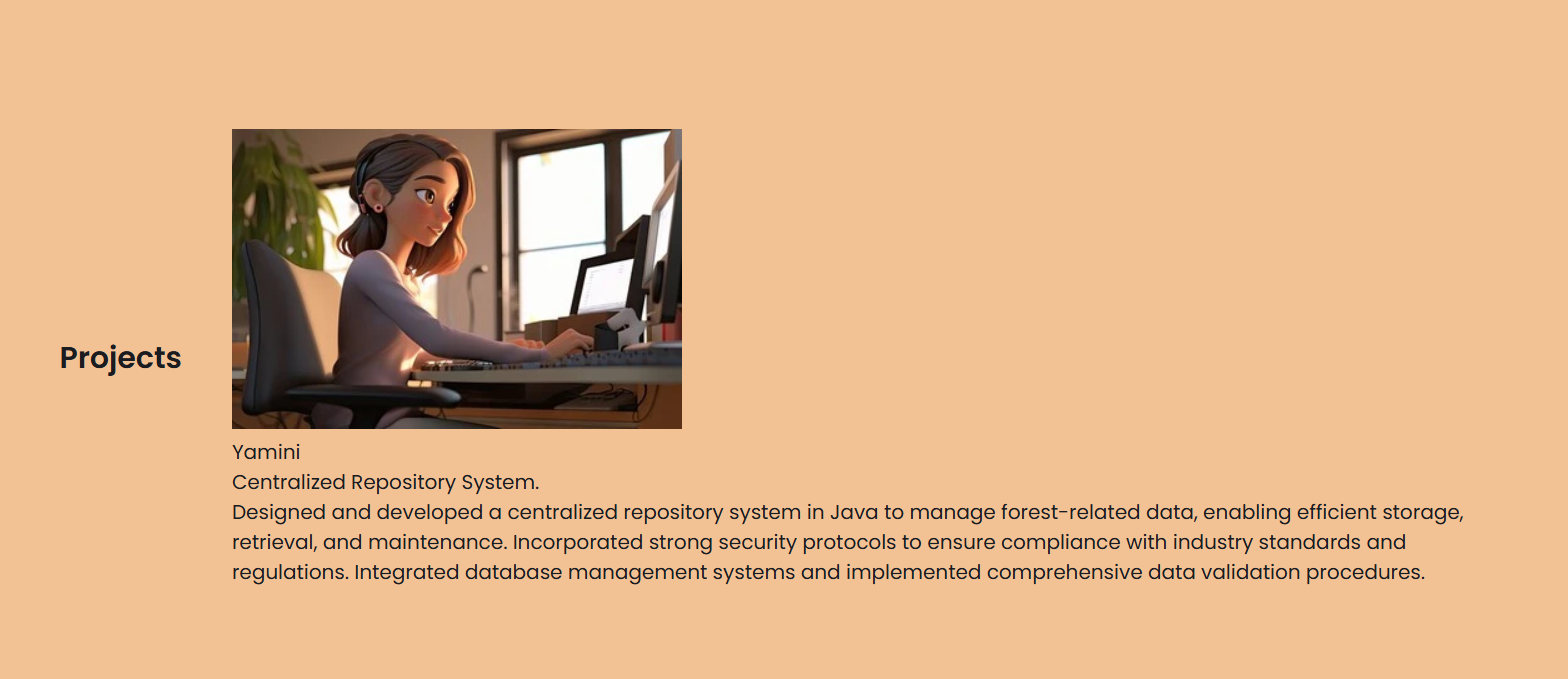 Projects
Yamini
Centralized Repository System.
Designed and developed a centralized repository system in Java to manage forest-related data, enabling efficient storage,
retrieval, and maintenance. Incorporated strong security protocols to ensure compliance with industry standards and
regulations. Integrated database management systems and implemented comprehensive data validation procedures.